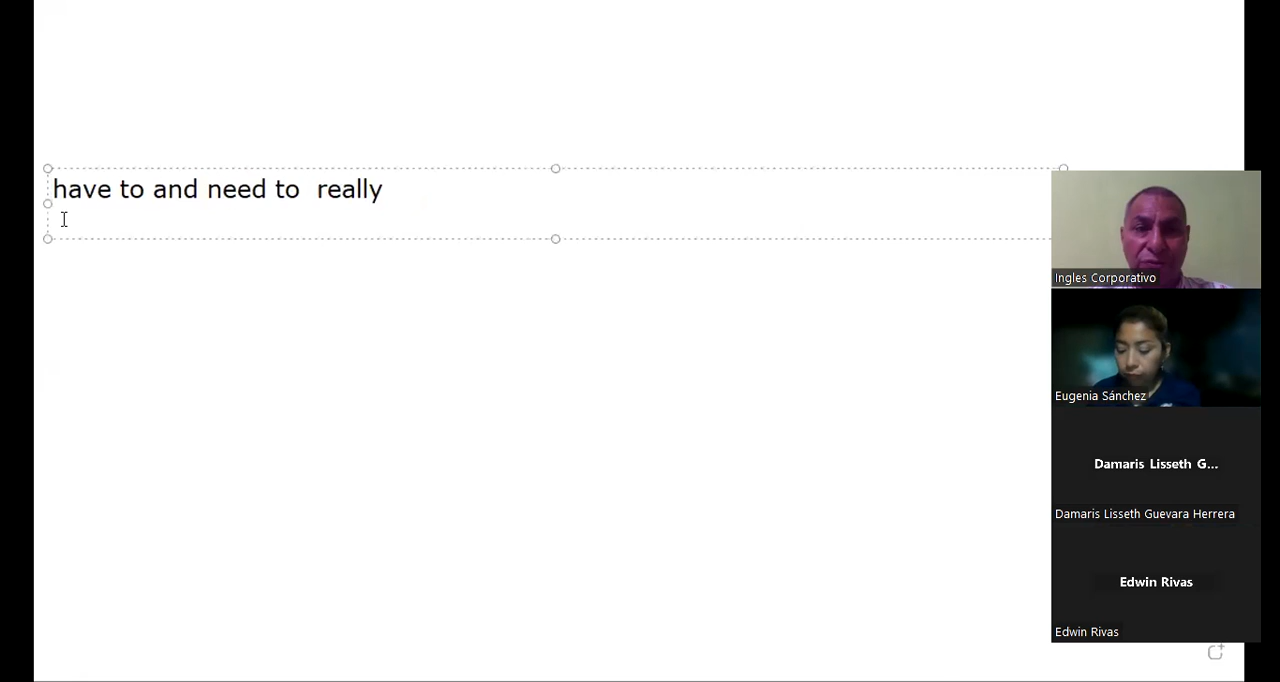 have to and need to  really
Ingles Corporativo
Eugenia Sánchez
Damaris Lisseth G...
Damaris Lisseth Guevara Herrera
Edwin Rivas
Edwin Rivas